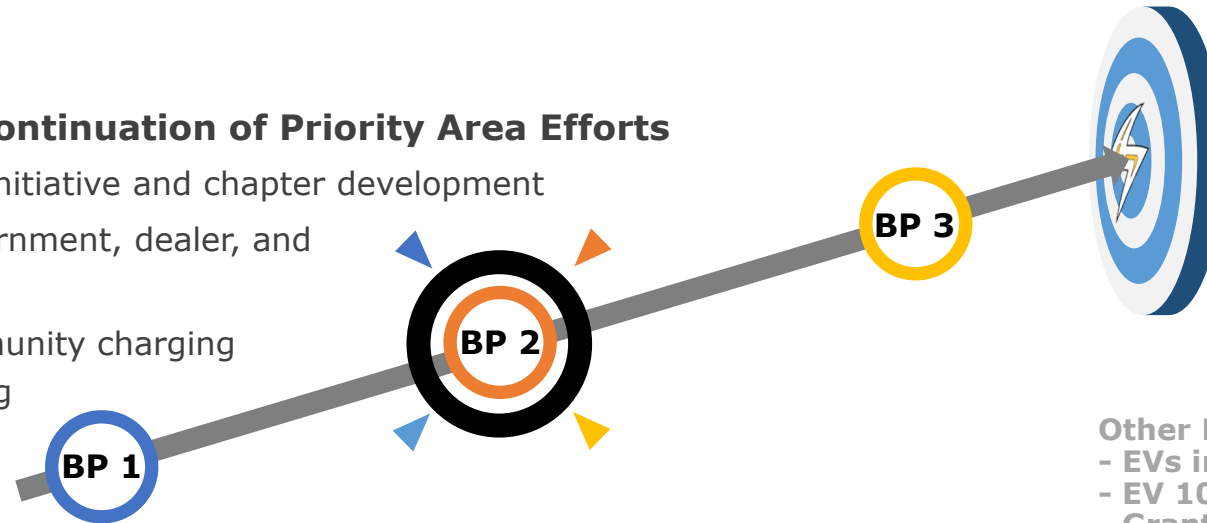 ontinuation of Priority Area Efforts
nitiative and chapter development
rnment, dealer, and
unity charging
g
BP 1
BP 2
BP 3
Other
- EVs in
- EV 10